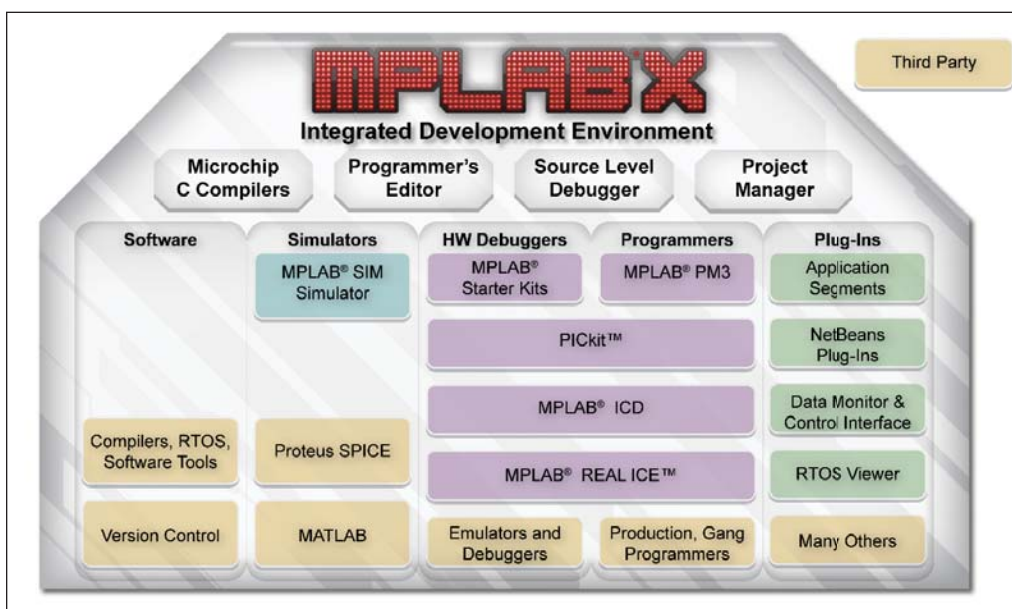 MPLAB® X
Integrated Development Environment
Third Party
Microchip
C Compilers
Programmer's
Editor
Source Level
Debugger
Project
Manager
Software
Simulators
HW Debuggers
Programmers
Plug-Ins
MPLAB® SIM
Simulator
MPLAB®
Starter Kits
MPLAB® PM3
Application
Segments
PICkit™
NetBeans
Plug-Ins
MPLAB® ICD
Data Monitor &
Control Interface
Compilers, RTOS,
Software Tools
Proteus SPICE
MPLAB® REAL ICE™
RTOS Viewer
Version Control
MATLAB
Emulators and
Debuggers
Production, Gang
Programmers
Many Others